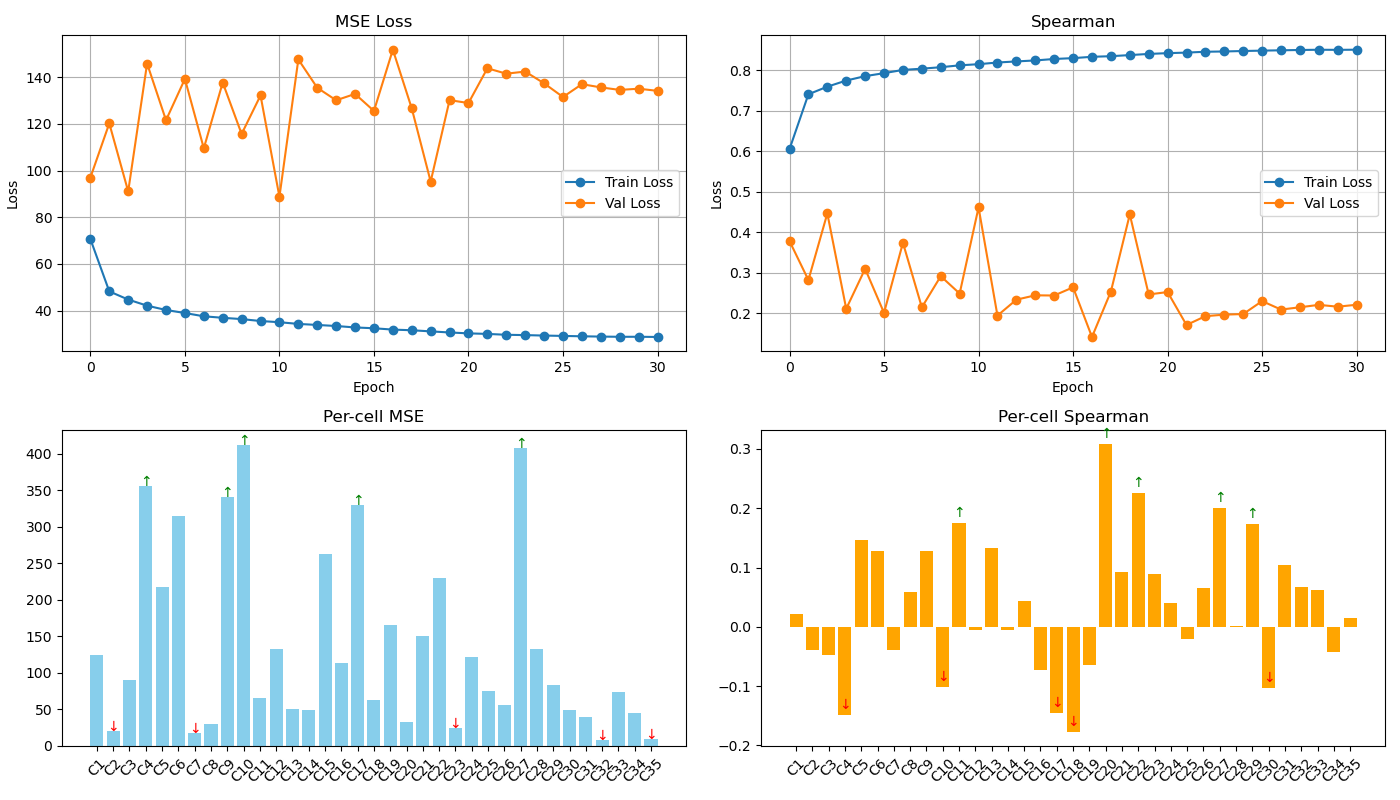 MSE Loss
Loss
140
120
100
80
60
40
Train Loss
Val Loss
0 5 10 15 20 25 30
Epoch
Spearman
Loss
0.8
0.7
0.6
0.5
0.4
0.3
0.2
Train Loss
Val Loss
0 5 10 15 20 25 30
Epoch
Per-cell MSE
400
350
300
250
200
150
100
50
0
↑ ↑ ↑ ↑ ↑
↓ ↓ ↓ ↓ ↓
C1 C2 C3 C4 C5 C6 C7 C8 C9 C10 C11 C12 C13 C14 C15 C16 C17 C18 C19 C20 C21 C22 C23 C24 C25 C26 C27 C28 C29 C30 C31 C32 C33 C34 C35
Per-cell Spearman
0.3
0.2
0.1
0.0
−0.1
−0.2
↑ ↑ ↑ ↑ ↑
↓ ↓ ↓ ↓ ↓
C1 C2 C3 C4 C5 C6 C7 C8 C9 C10 C11 C12 C13 C14 C15 C16 C17 C18 C19 C20 C21 C22 C23 C24 C25 C26 C27 C28 C29 C30 C31 C32 C33 C34 C35